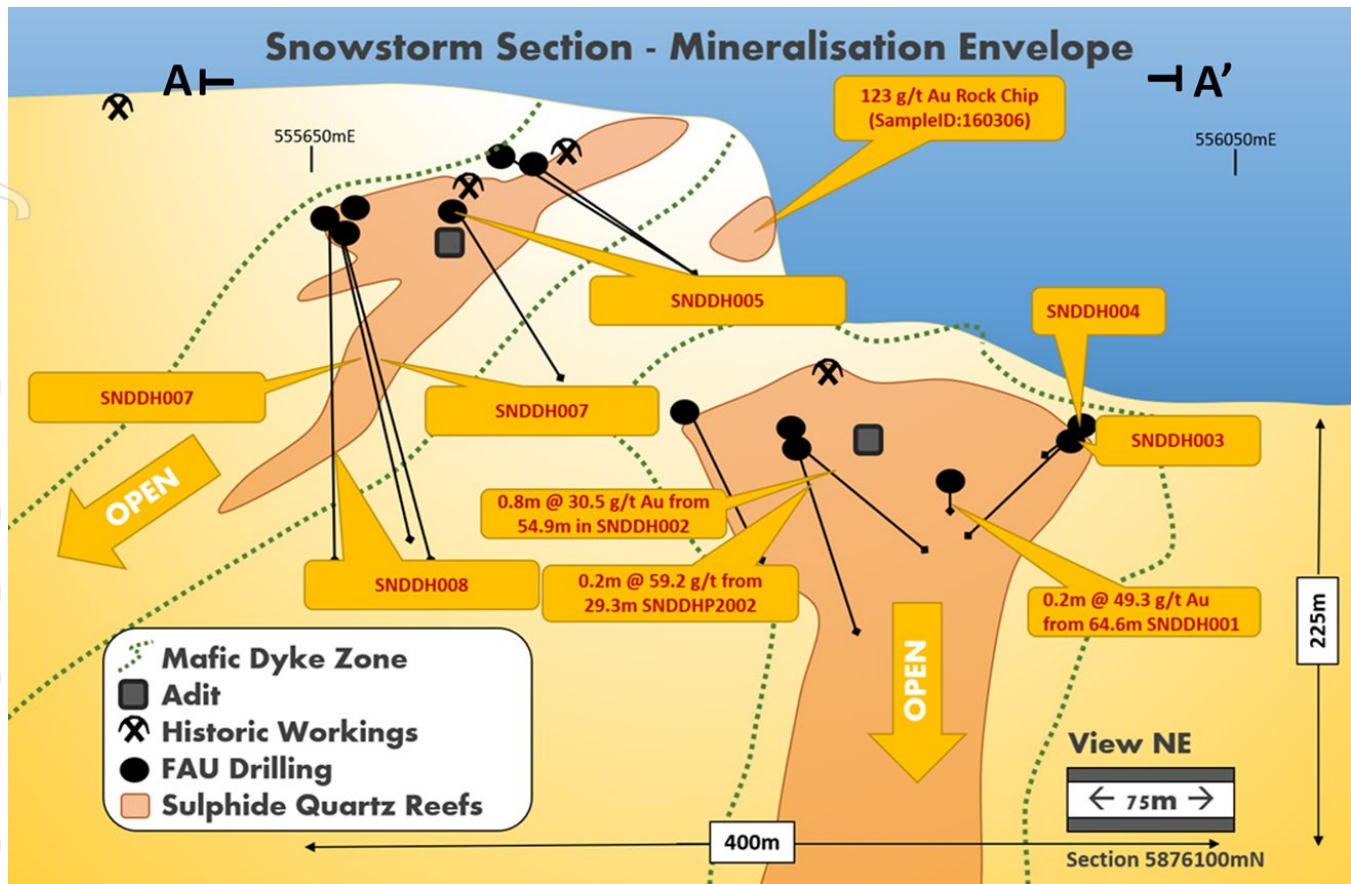 Snowstorm Section - Mineralisation Envelope
A
A'
123 g/t Au Rock Chip
(SampleID:160306)
555650mE
556050mE
SNDDH005
SNDDH004
SNDDH003
SNDDH007
SNDDH007
OPEN
0.8m @ 30.5 g/t Au from
54.9m in SNDDH002
0.2m @ 59.2 g/t from
29.3m SNDDHP2002
SNDDH008
0.2m @ 49.3 g/t Au
from 64.6m SNDDH001
225m
OPEN
Mafic Dyke Zone
Adit
Historic Workings
FAU Drilling
Sulphide Quartz Reefs
View NE
← 75m →
400m
Section 5876100mN